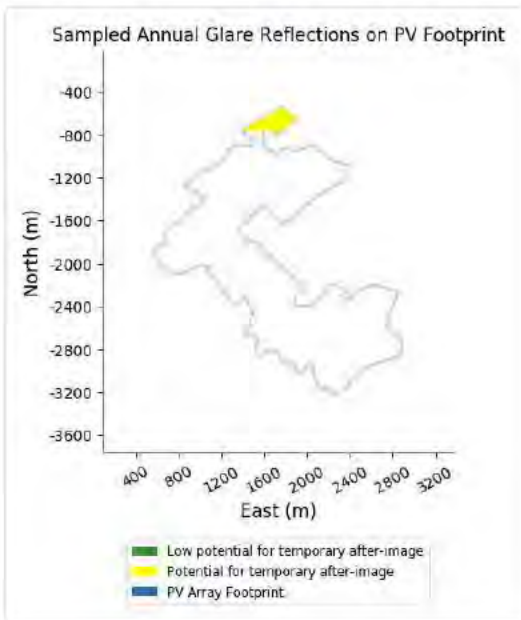 Sampled Annual Glare Reflections on PV Footprint
North (m)
-400
-800
-1200
-1600
-2000
-2400
-2800
-3200
-3600
400 800 1200 1600 2000 2400 2800 3200
East (m)
Low potential for temporary after-image
Potential for temporary after-image
PV Array Footprint